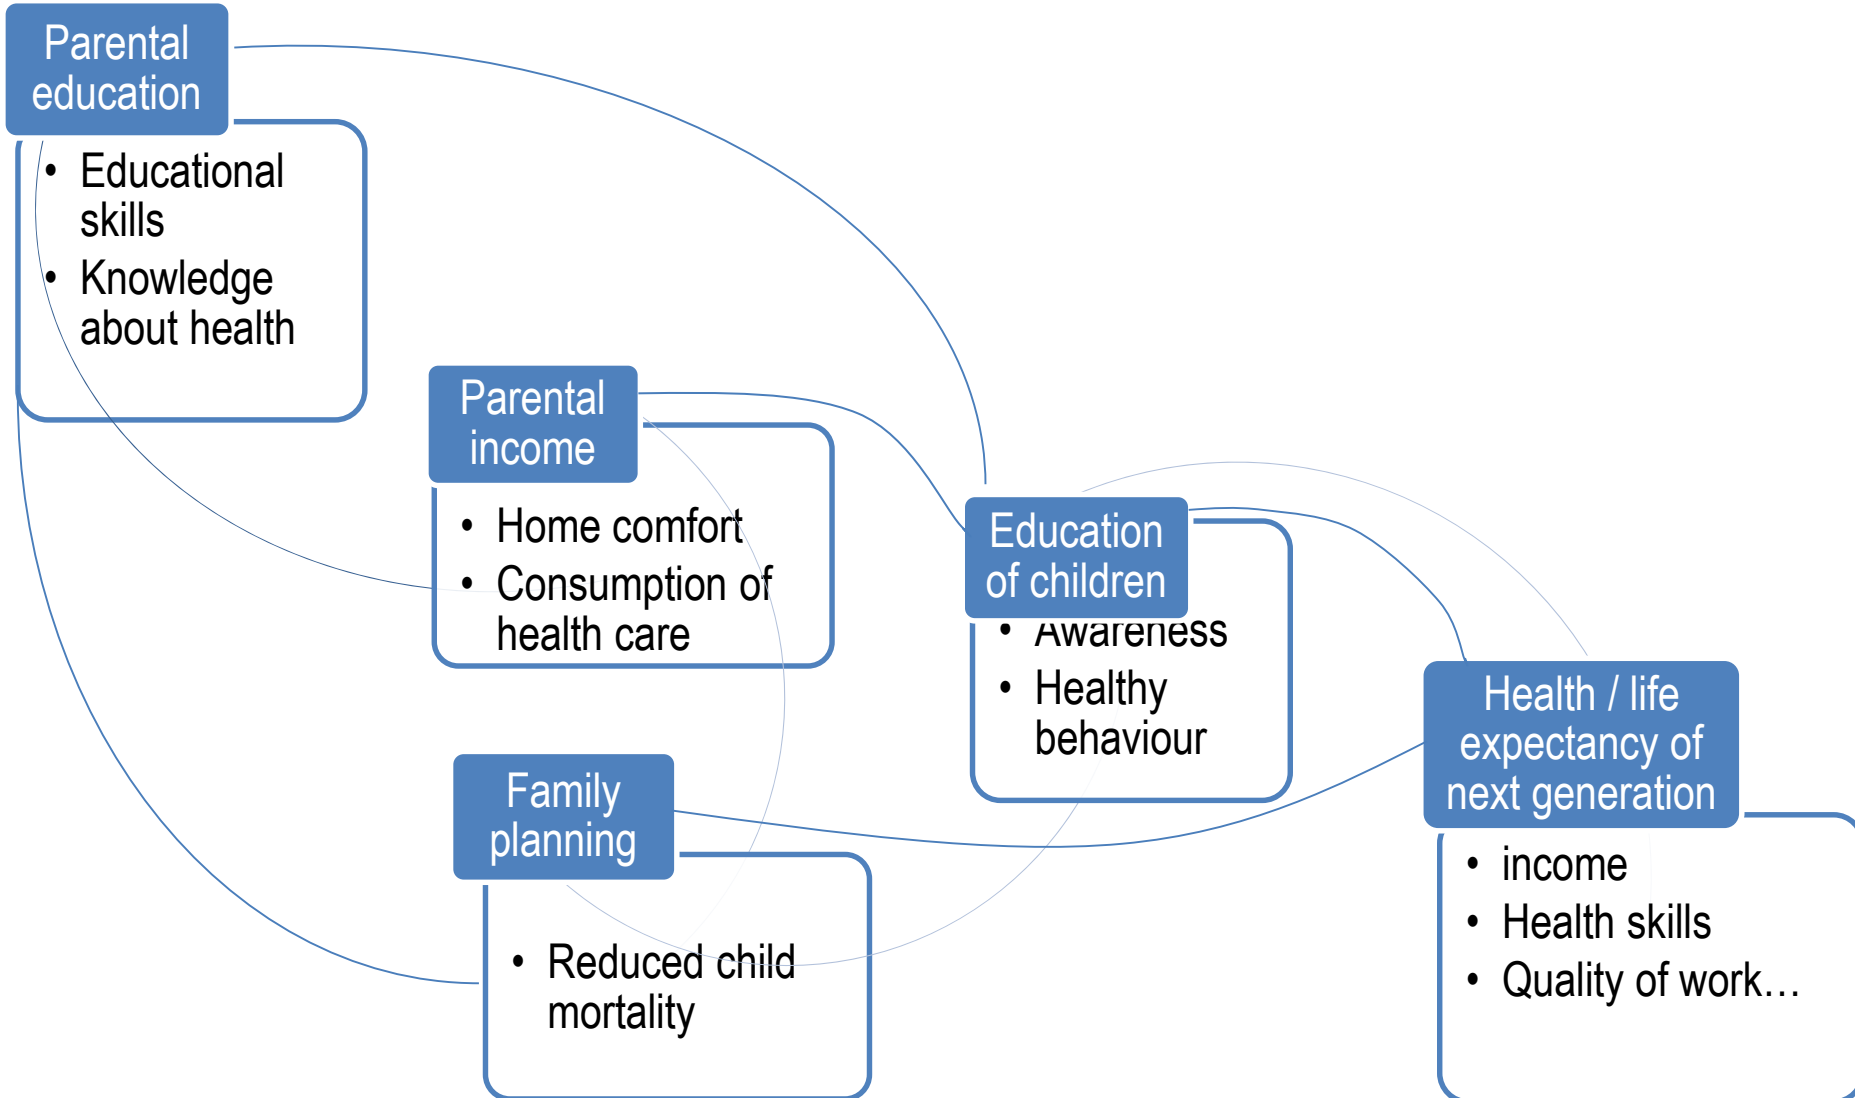 Parental
education
• Educational
skills
• Knowledge
about health
Parental
income
• Home comfort
• Consumption of
health care
Education
of children
• Awareness
• Healthy
behaviour
Family
planning
• Reduced child
mortality
Health / life
expectancy of
next generation
• income
• Health skills
• Quality of work…